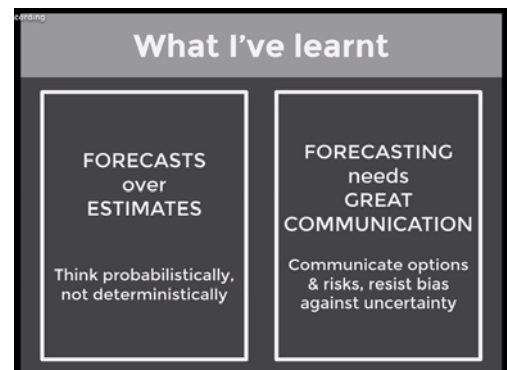 cording
What I've learnt
FORECASTS
over
ESTIMATES
Think probabilistically,
not deterministically
FORECASTING
needs
GREAT
COMMUNICATION
Communicate options
& risks, resist bias
against uncertainty